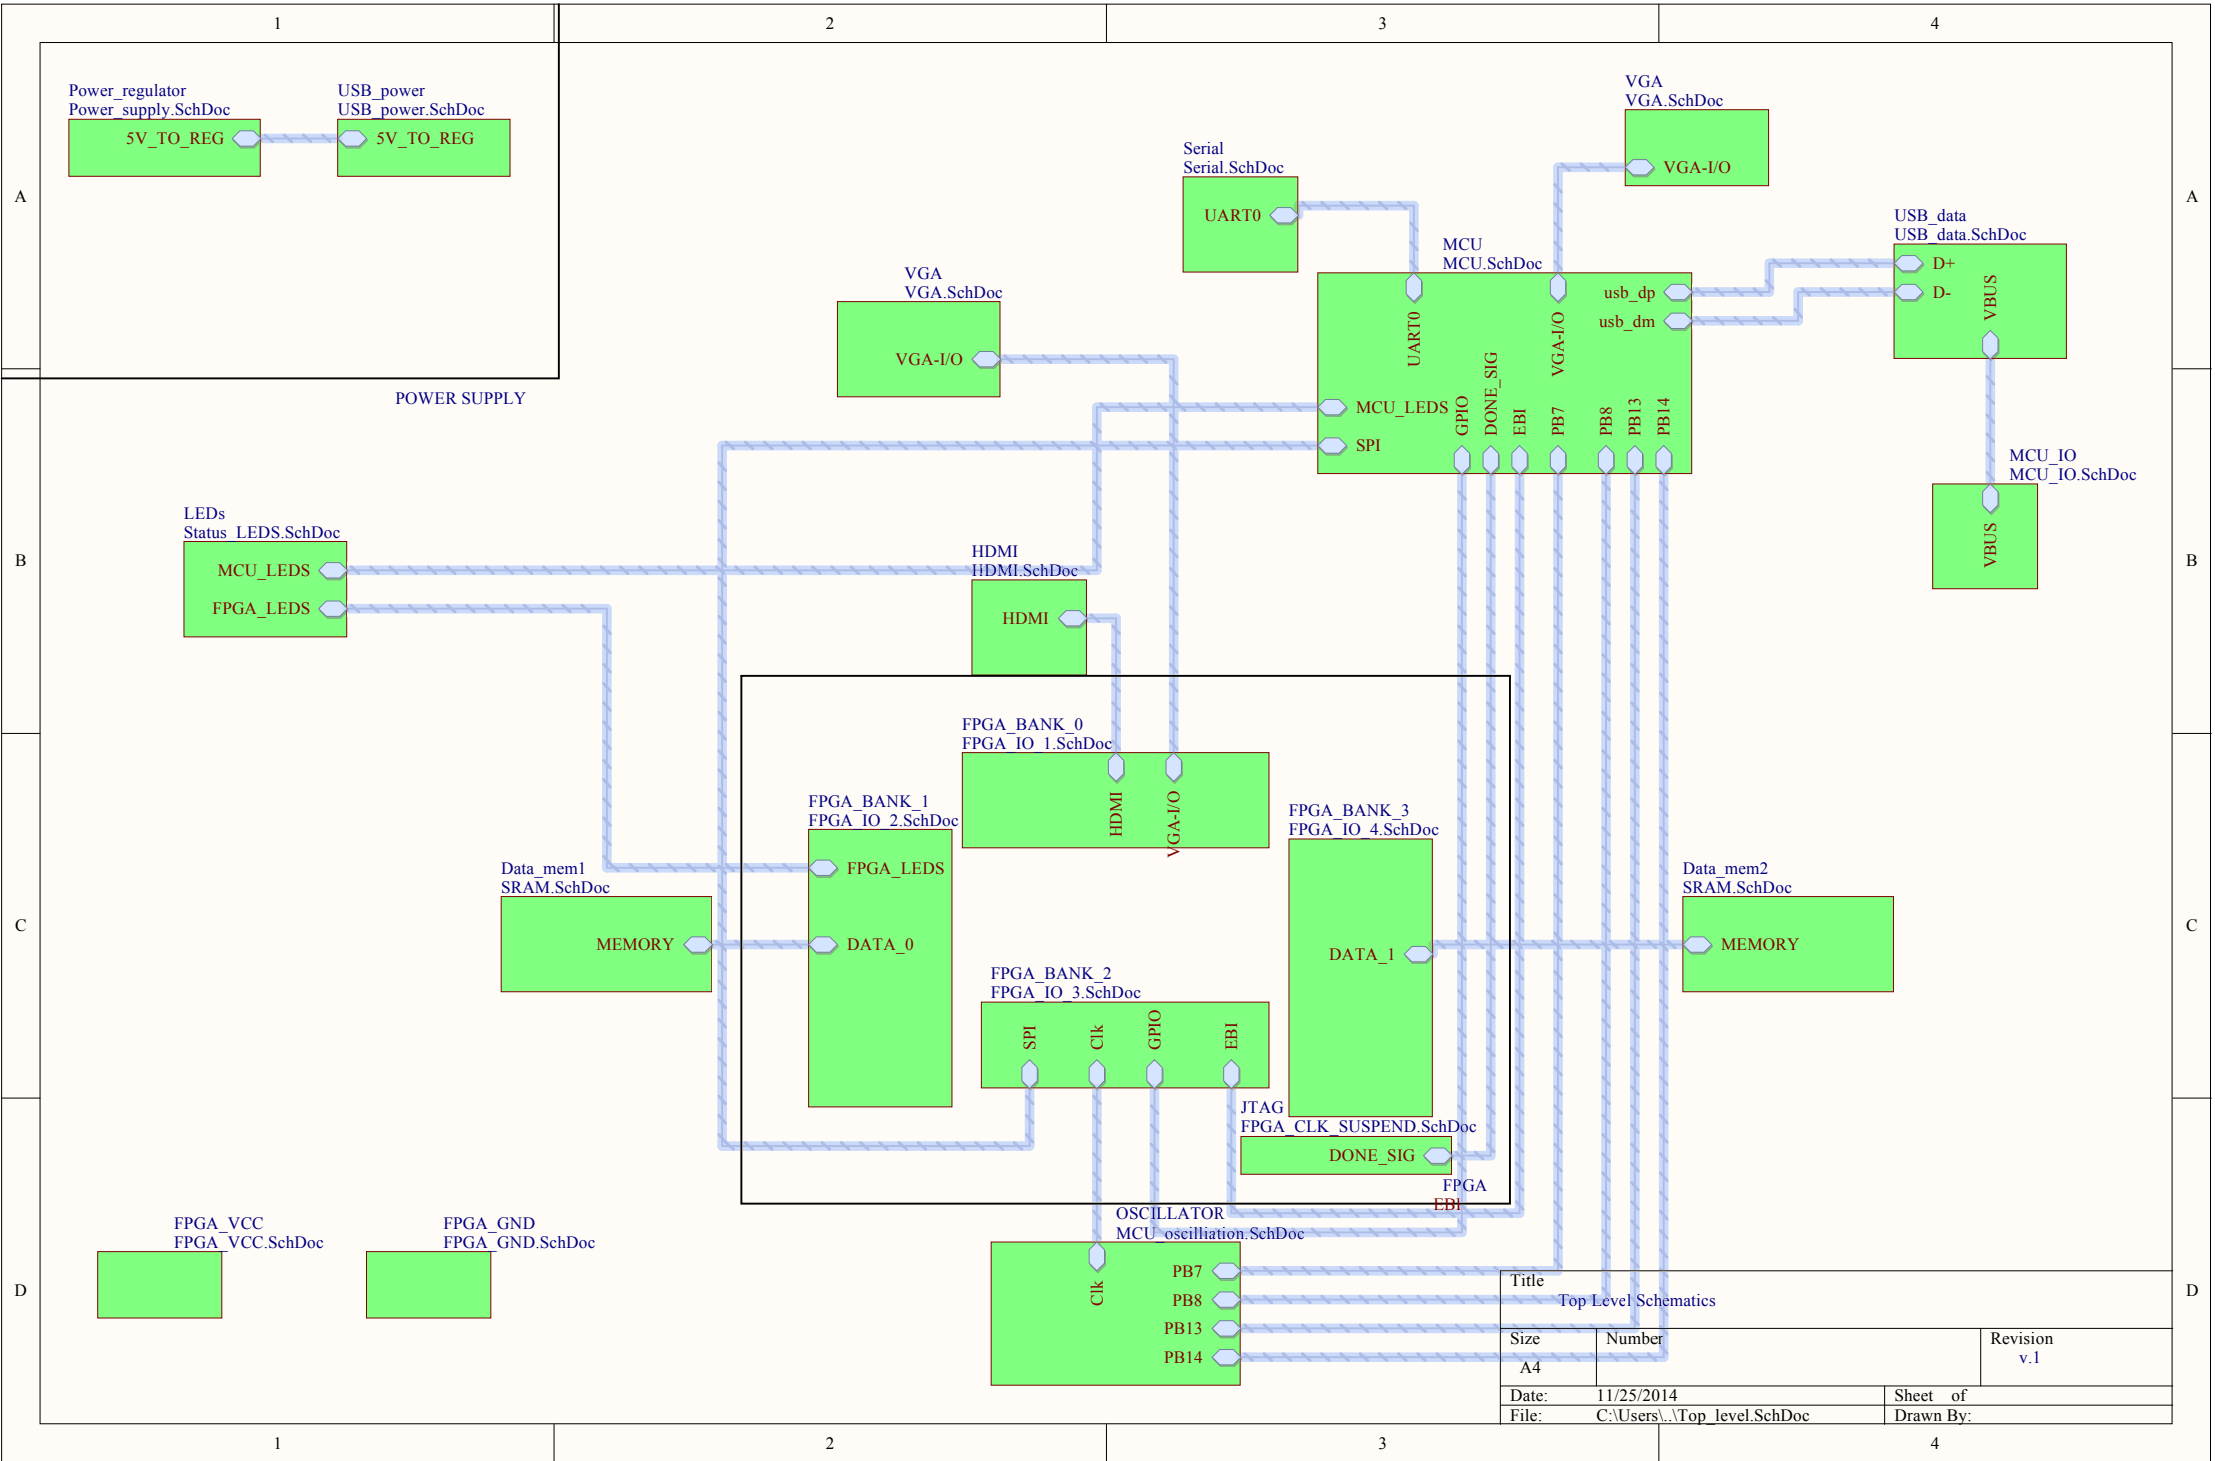 1 2 3 4
Power_regulator
Power_supply.SchDoc
5V_TO_REG
USB_power
USB_power.SchDoc
5V_TO_REG
POWER SUPPLY
A
A
VGA
VGA.SchDoc
VGA-I/O
Serial
Serial.SchDoc
UART0
USB_data
USB_data.SchDoc
D+
D-
VBUS
MCU
MCU.SchDoc
UART0
VGA-I/O
usb_dp
usb_dm
MCU_LEDS
SPI
GPIO
DONE_SIG
EBI
PB7
PB8
PB13
PB14
VGA
VGA.SchDoc
VGA-I/O
MCU_IO
MCU_IO.SchDoc
VBUS
B
B
LEDs
Status_LEDS.SchDoc
MCU_LEDS
FPGA_LEDS
HDMI
HDMI.SchDoc
HDMI
FPGA_BANK_0
FPGA_IO_1.SchDoc
HDMI
VGA-I/O
FPGA_BANK_1
FPGA_IO_2.SchDoc
FPGA_LEDS
DATA_0
FPGA_BANK_3
FPGA_IO_4.SchDoc
DATA_1
Data_mem1
SRAM.SchDoc
MEMORY
Data_mem2
SRAM.SchDoc
MEMORY
C
C
FPGA_BANK_2
FPGA_IO_3.SchDoc
SPI
Clk
GPIO
EBI
JTAG
FPGA_CLK_SUSPEND.SchDoc
DONE_SIG
FPGA
EBI
OSCILLATOR
MCU_oscilliation.SchDoc
Clk
PB7
PB8
PB13
PB14
FPGA_VCC
FPGA_VCC.SchDoc
FPGA_GND
FPGA_GND.SchDoc
D
D
Title
Top Level Schematics
Size Number Revision
A4 v.1
Date: 11/25/2014 Sheet of
File: C:\Users\..\Top_level.SchDoc Drawn By:
1 2 3 4